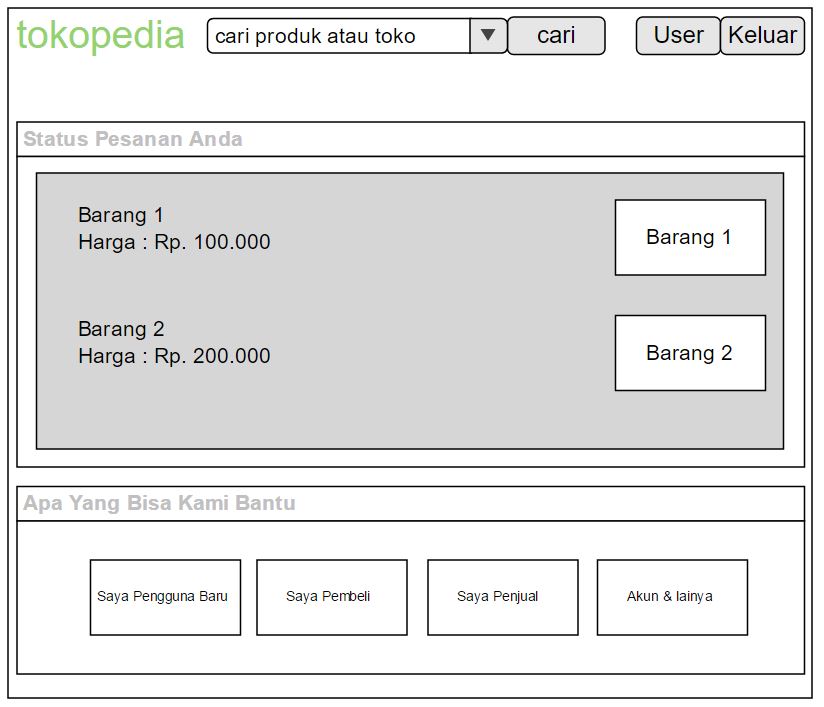 tokopedia
cari produk atau toko
cari
User
Keluar
Status Pesanan Anda
Barang 1
Harga : Rp. 100.000
Barang 1
Barang 2
Harga : Rp. 200.000
Barang 2
Apa Yang Bisa Kami Bantu
Saya Pengguna Baru
Saya Pembeli
Saya Penjual
Akun & lainya